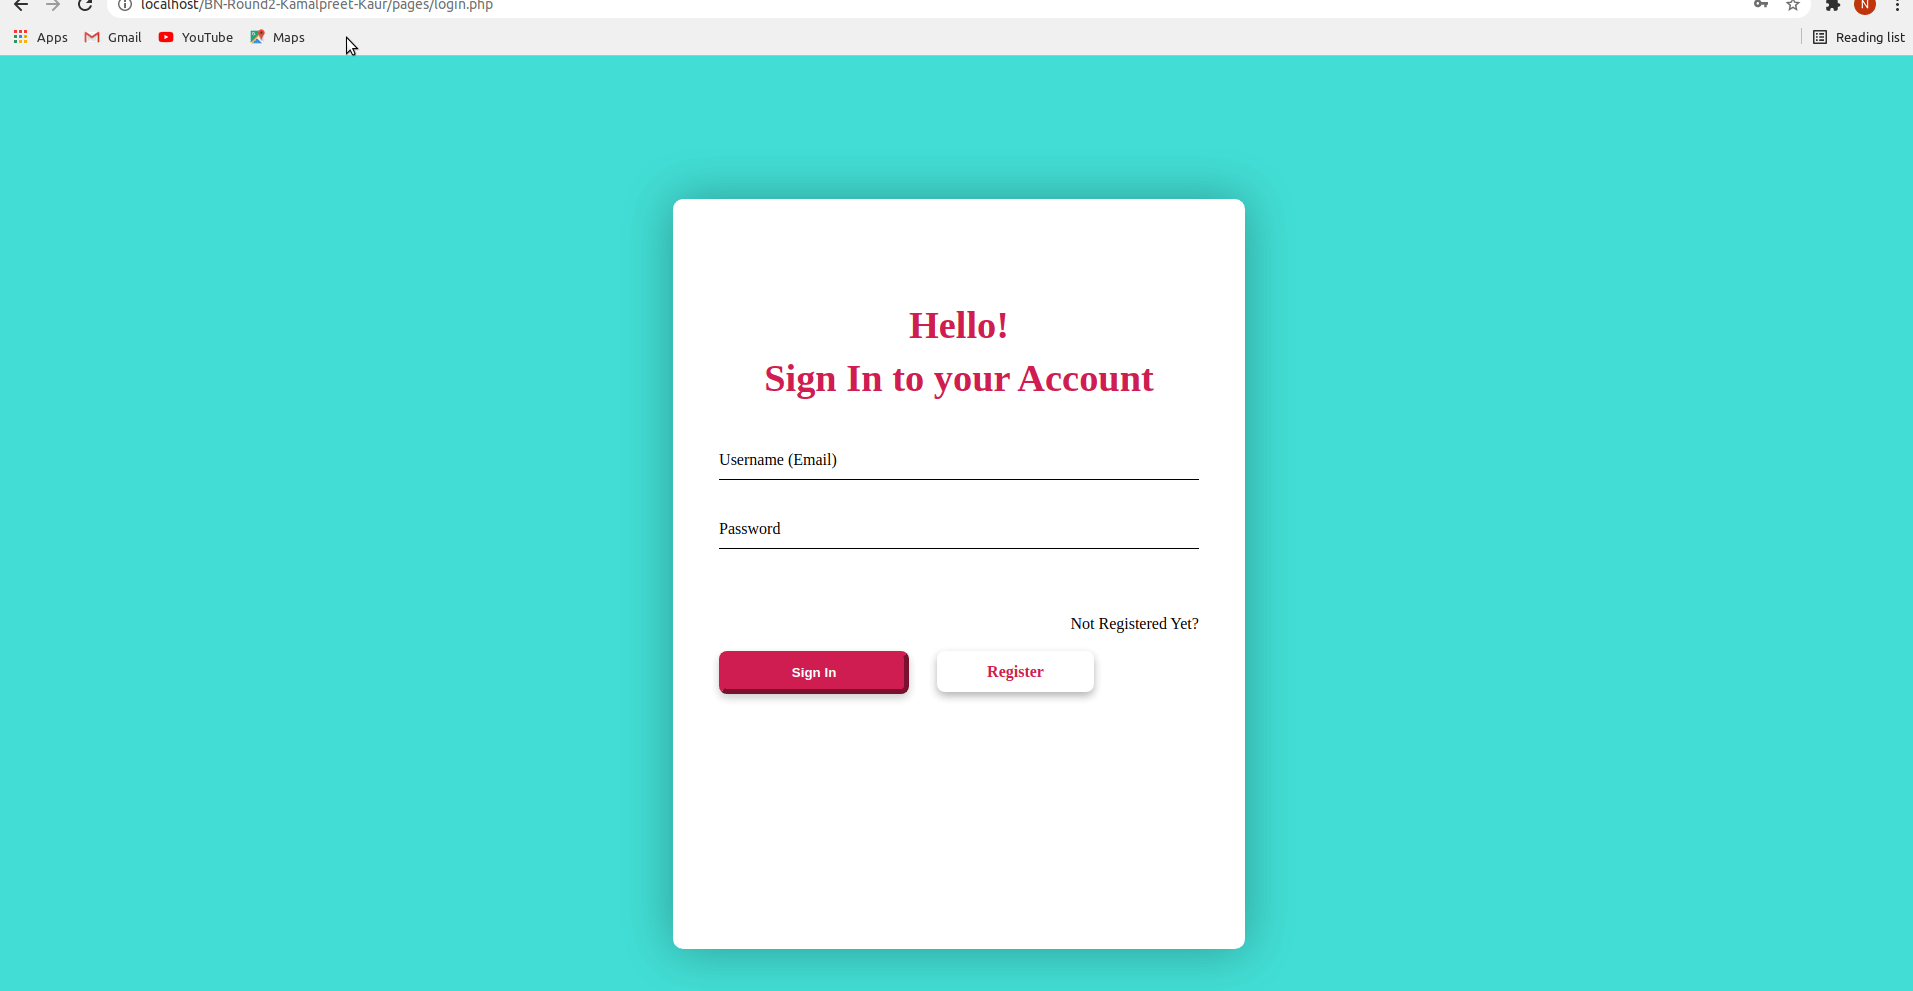 localhost/BN-Round2-Kamalpreet-Kaur/pages/login.php
N
Apps Gmail YouTube Maps Reading list
Hello!
Sign In to your Account
Username (Email)
Password
Not Registered Yet?
Sign In Register